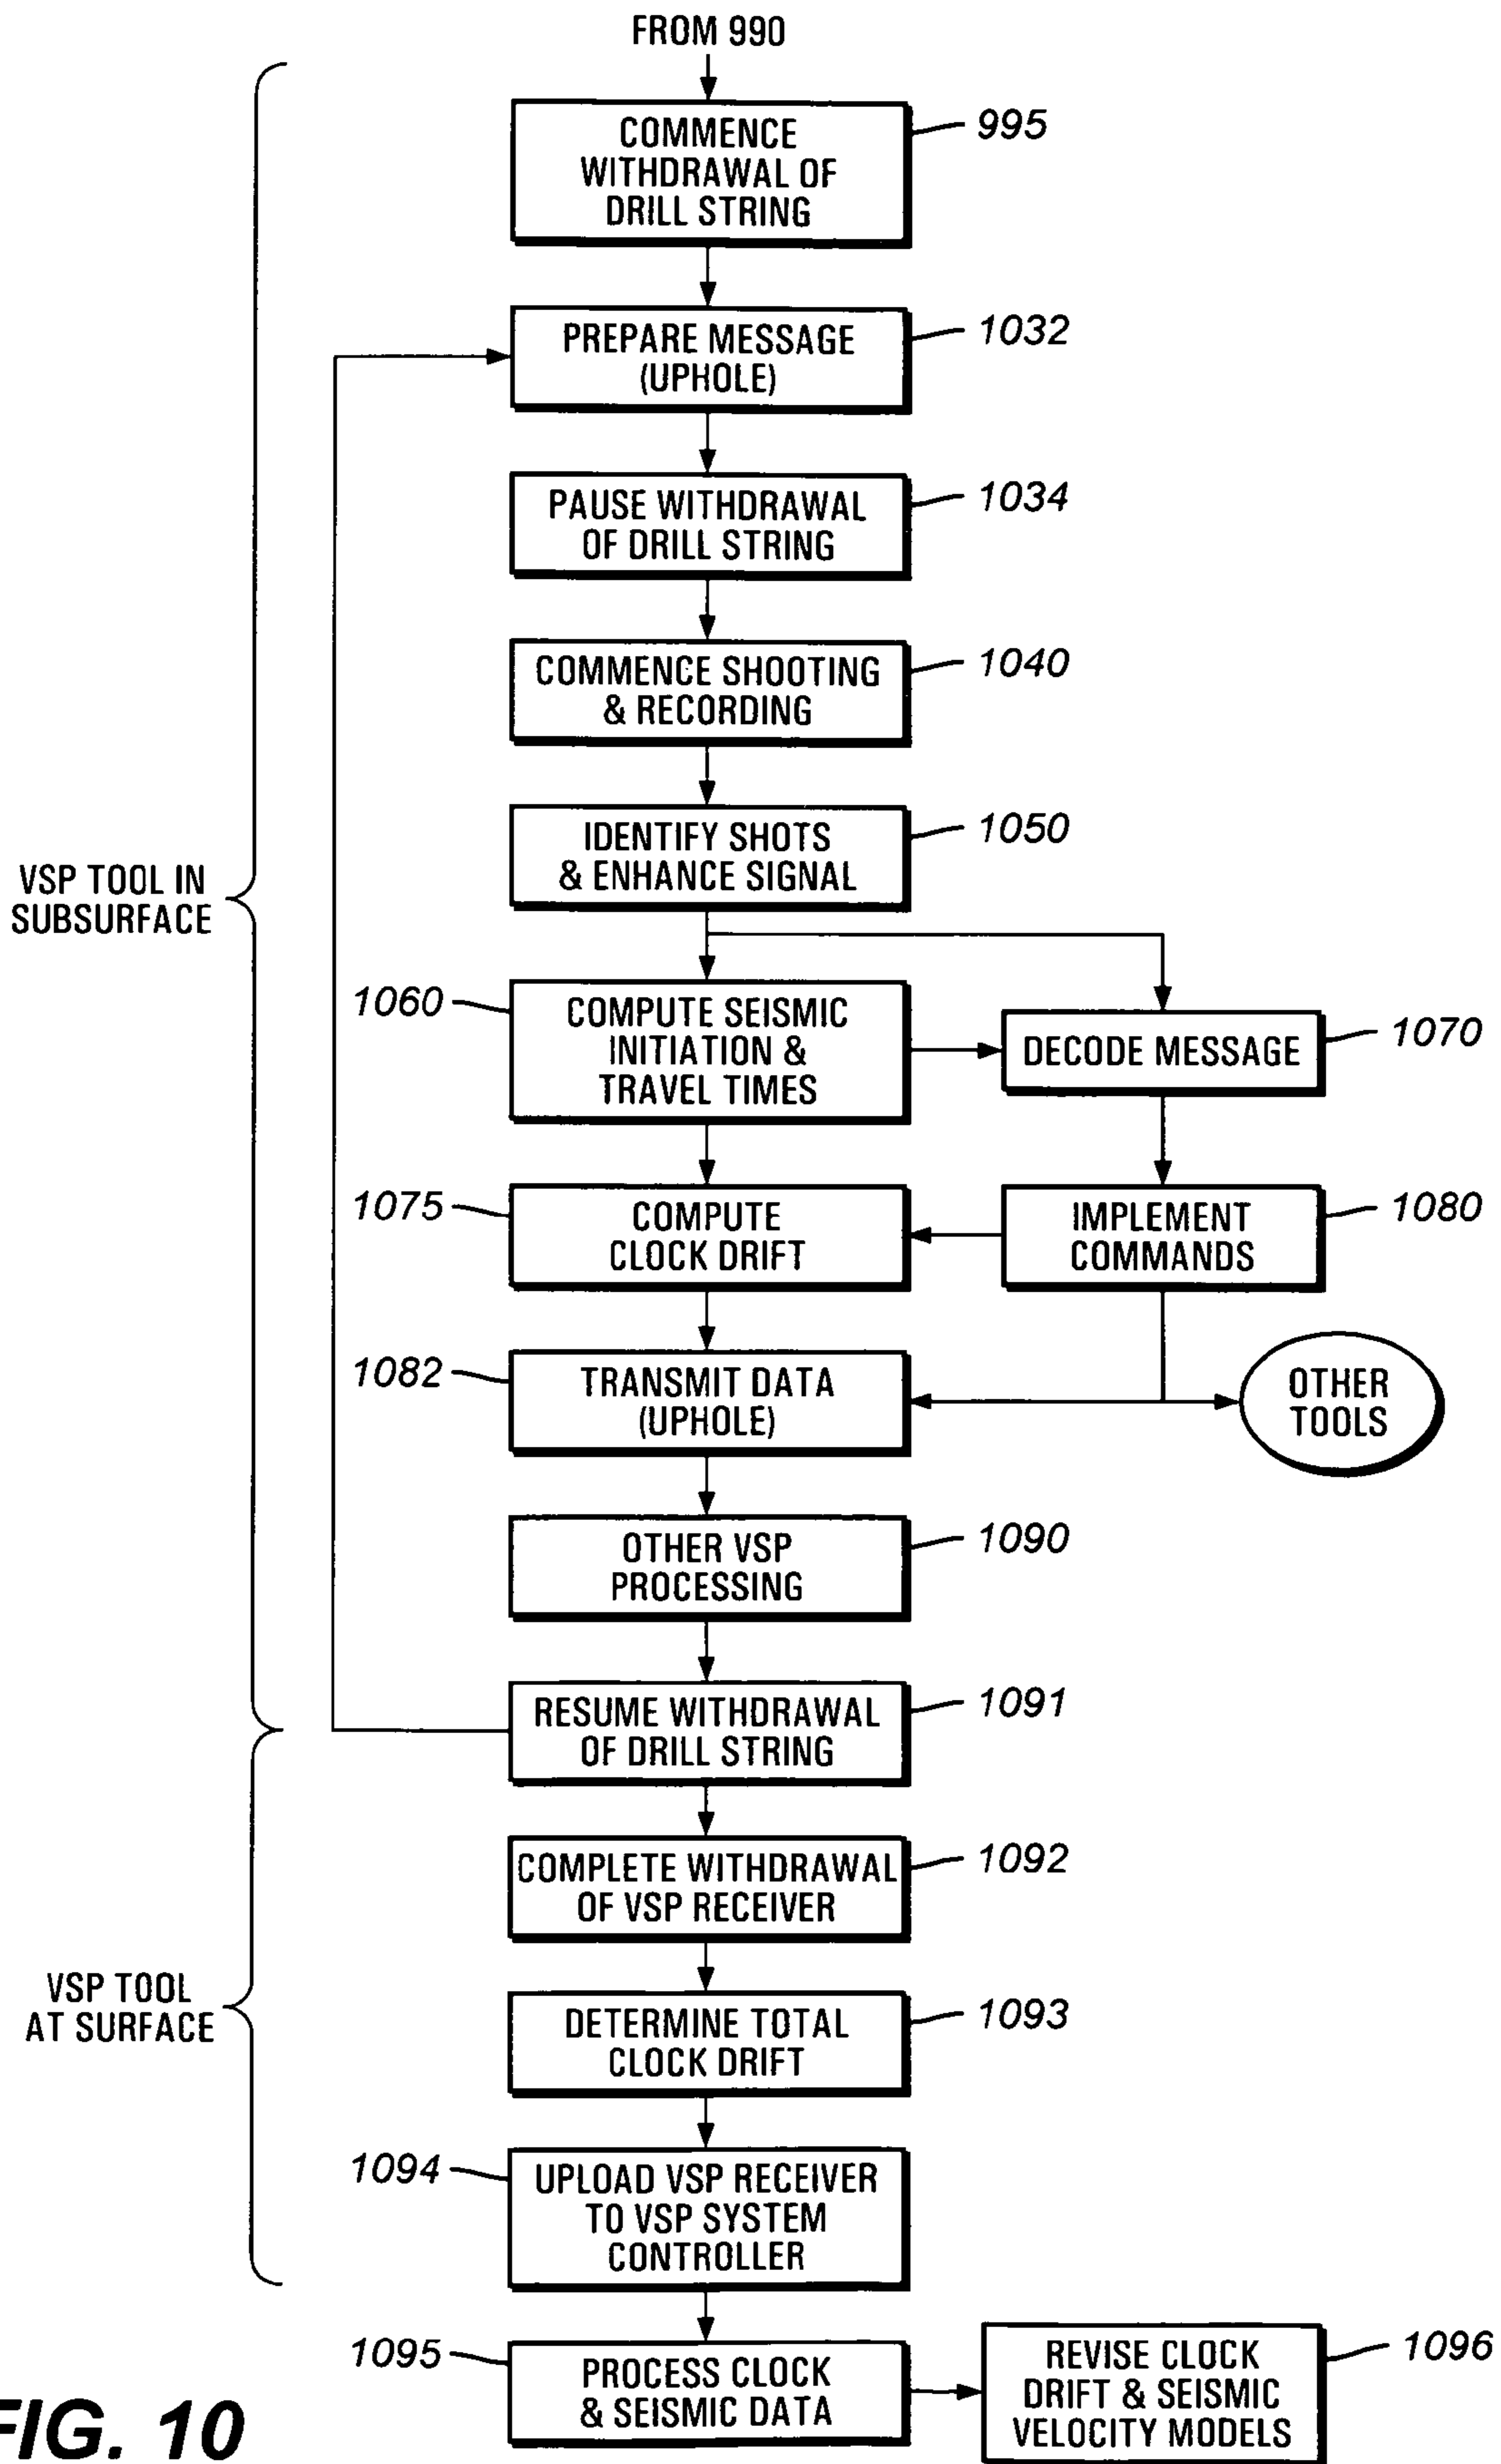 FROM 990
COMMENCE
WITHDRAWAL OF
DRILL STRING
995
PREPARE MESSAGE
(UPHOLE)
1032
PAUSE WITHDRAWAL
OF DRILL STRING
1034
COMMENCE SHOOTING
& RECORDING
1040
IDENTIFY SHOTS
& ENHANCE SIGNAL
1050
VSP TOOL IN
SUBSURFACE
1060
COMPUTE SEISMIC
INITIATION &
TRAVEL TIMES
DECODE MESSAGE
1070
1075
COMPUTE
CLOCK DRIFT
IMPLEMENT
COMMANDS
1080
1082
TRANSMIT DATA
(UPHOLE)
OTHER
TOOLS
OTHER VSP
PROCESSING
1090
RESUME WITHDRAWAL
OF DRILL STRING
1091
COMPLETE WITHDRAWAL
OF VSP RECEIVER
1092
VSP TOOL
AT SURFACE
DETERMINE TOTAL
CLOCK DRIFT
1093
1094
UPLOAD VSP RECEIVER
TO VSP SYSTEM
CONTROLLER
1095
PROCESS CLOCK
& SEISMIC DATA
REVISE CLOCK
DRIFT & SEISMIC
VELOCITY MODELS
1096
FIG. 10